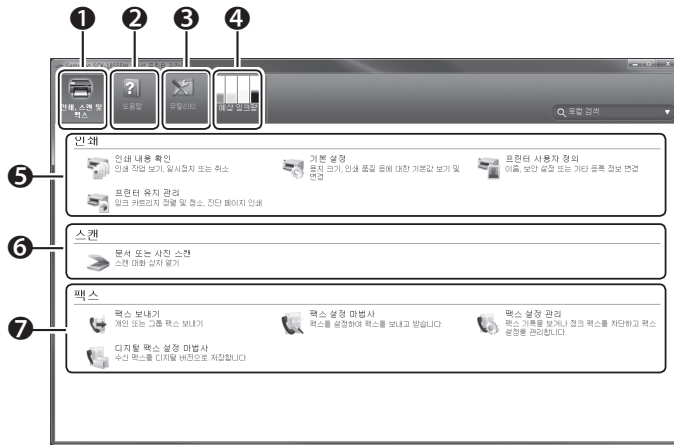 ❶ ❷ ❸ ❹
인쇄, 스캔 및
팩스
도움말
유틸리티
예상 잉크량
로컬 검색
❺
인쇄
인쇄 내용 확인
인쇄 작업 보기, 일시정지 또는 취소
기본 설정
용지 크기, 인쇄 품질 등에 대한 기본값 보기 및
변경
프린터 사용자 정의
이름, 보안 설정 또는 기타 등록 정보 변경
프린터 유지 관리
잉크 카트리지 정렬 및 청소, 진단 페이지 인쇄
❻
스캔
문서 또는 사진 스캔
스캔 대화 상자 열기
❼
팩스
팩스 보내기
개인 또는 그룹 팩스 보내기
팩스 설정 마법사
팩스를 설정하여 팩스를 보내고 받습니다.
팩스 설정 관리
팩스 기록을 보거나 정크 팩스를 차단하고 팩스
설정을 관리합니다.
디지털 팩스 설정 마법사
수신 팩스를 디지털 버전으로 저장합니다